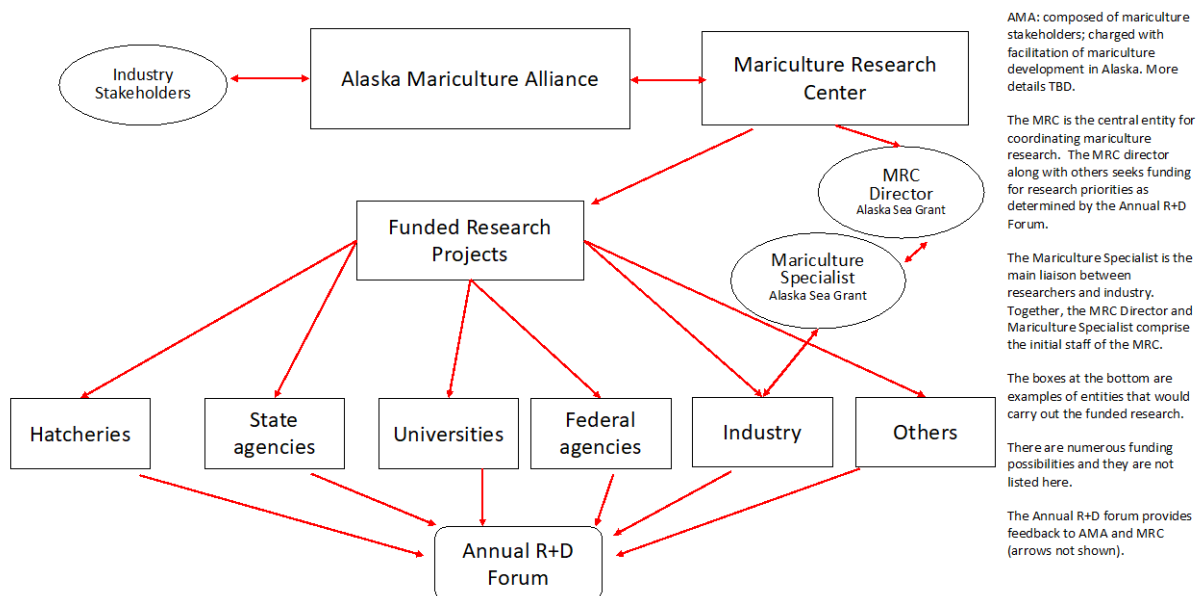 Industry
Stakeholders
Alaska Mariculture Alliance
Mariculture Research
Center
MRC
Director
Alaska Sea Grant
Funded Research
Projects
Mariculture
Specialist
Alaska Sea Grant
Hatcheries
State
agencies
Universities
Federal
agencies
Industry
Others
Annual R+D
Forum
AMA: composed of mariculture
stakeholders; charged with
facilitation of mariculture
development in Alaska. More
details TBD.
The MRC is the central entity for
coordinating mariculture
research. The MRC director
along with others seeks funding
for research priorities as
determined by the Annual R+D
Forum.
The Mariculture Specialist is the
main liaison between
researchers and industry.
Together, the MRC Director and
Mariculture Specialist comprise
the initial staff of the MRC.
The boxes at the bottom are
examples of entities that would
carry out the funded research.
There are numerous funding
possibilities and they are not
listed here.
The Annual R+D forum provides
feedback to AMA and MRC
(arrows not shown).